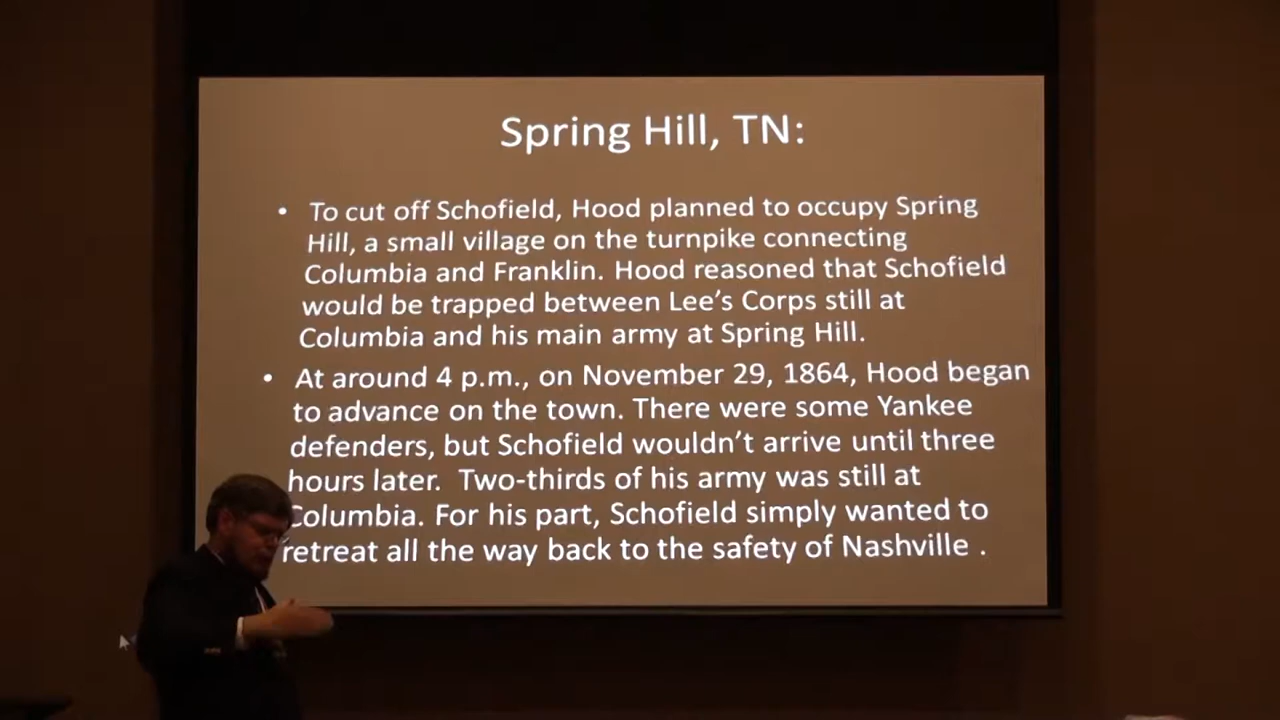 Spring Hill, TN:
• To cut off Schofield, Hood planned to occupy Spring
Hill, a small village on the turnpike connecting
Columbia and Franklin. Hood reasoned that Schofield
would be trapped between Lee's Corps still at
Columbia and his main army at Spring Hill.
• At around 4 p.m., on November 29, 1864, Hood began
to advance on the town. There were some Yankee
defenders, but Schofield wouldn't arrive until three
hours later. Two-thirds of his army was still at
Columbia. For his part, Schofield simply wanted to
retreat all the way back to the safety of Nashville .